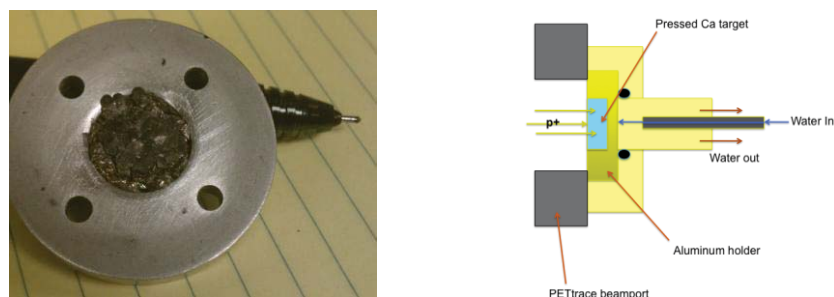 Pressed Ca target
p+
Water In
Water out
Aluminum holder
PETtrace beamport